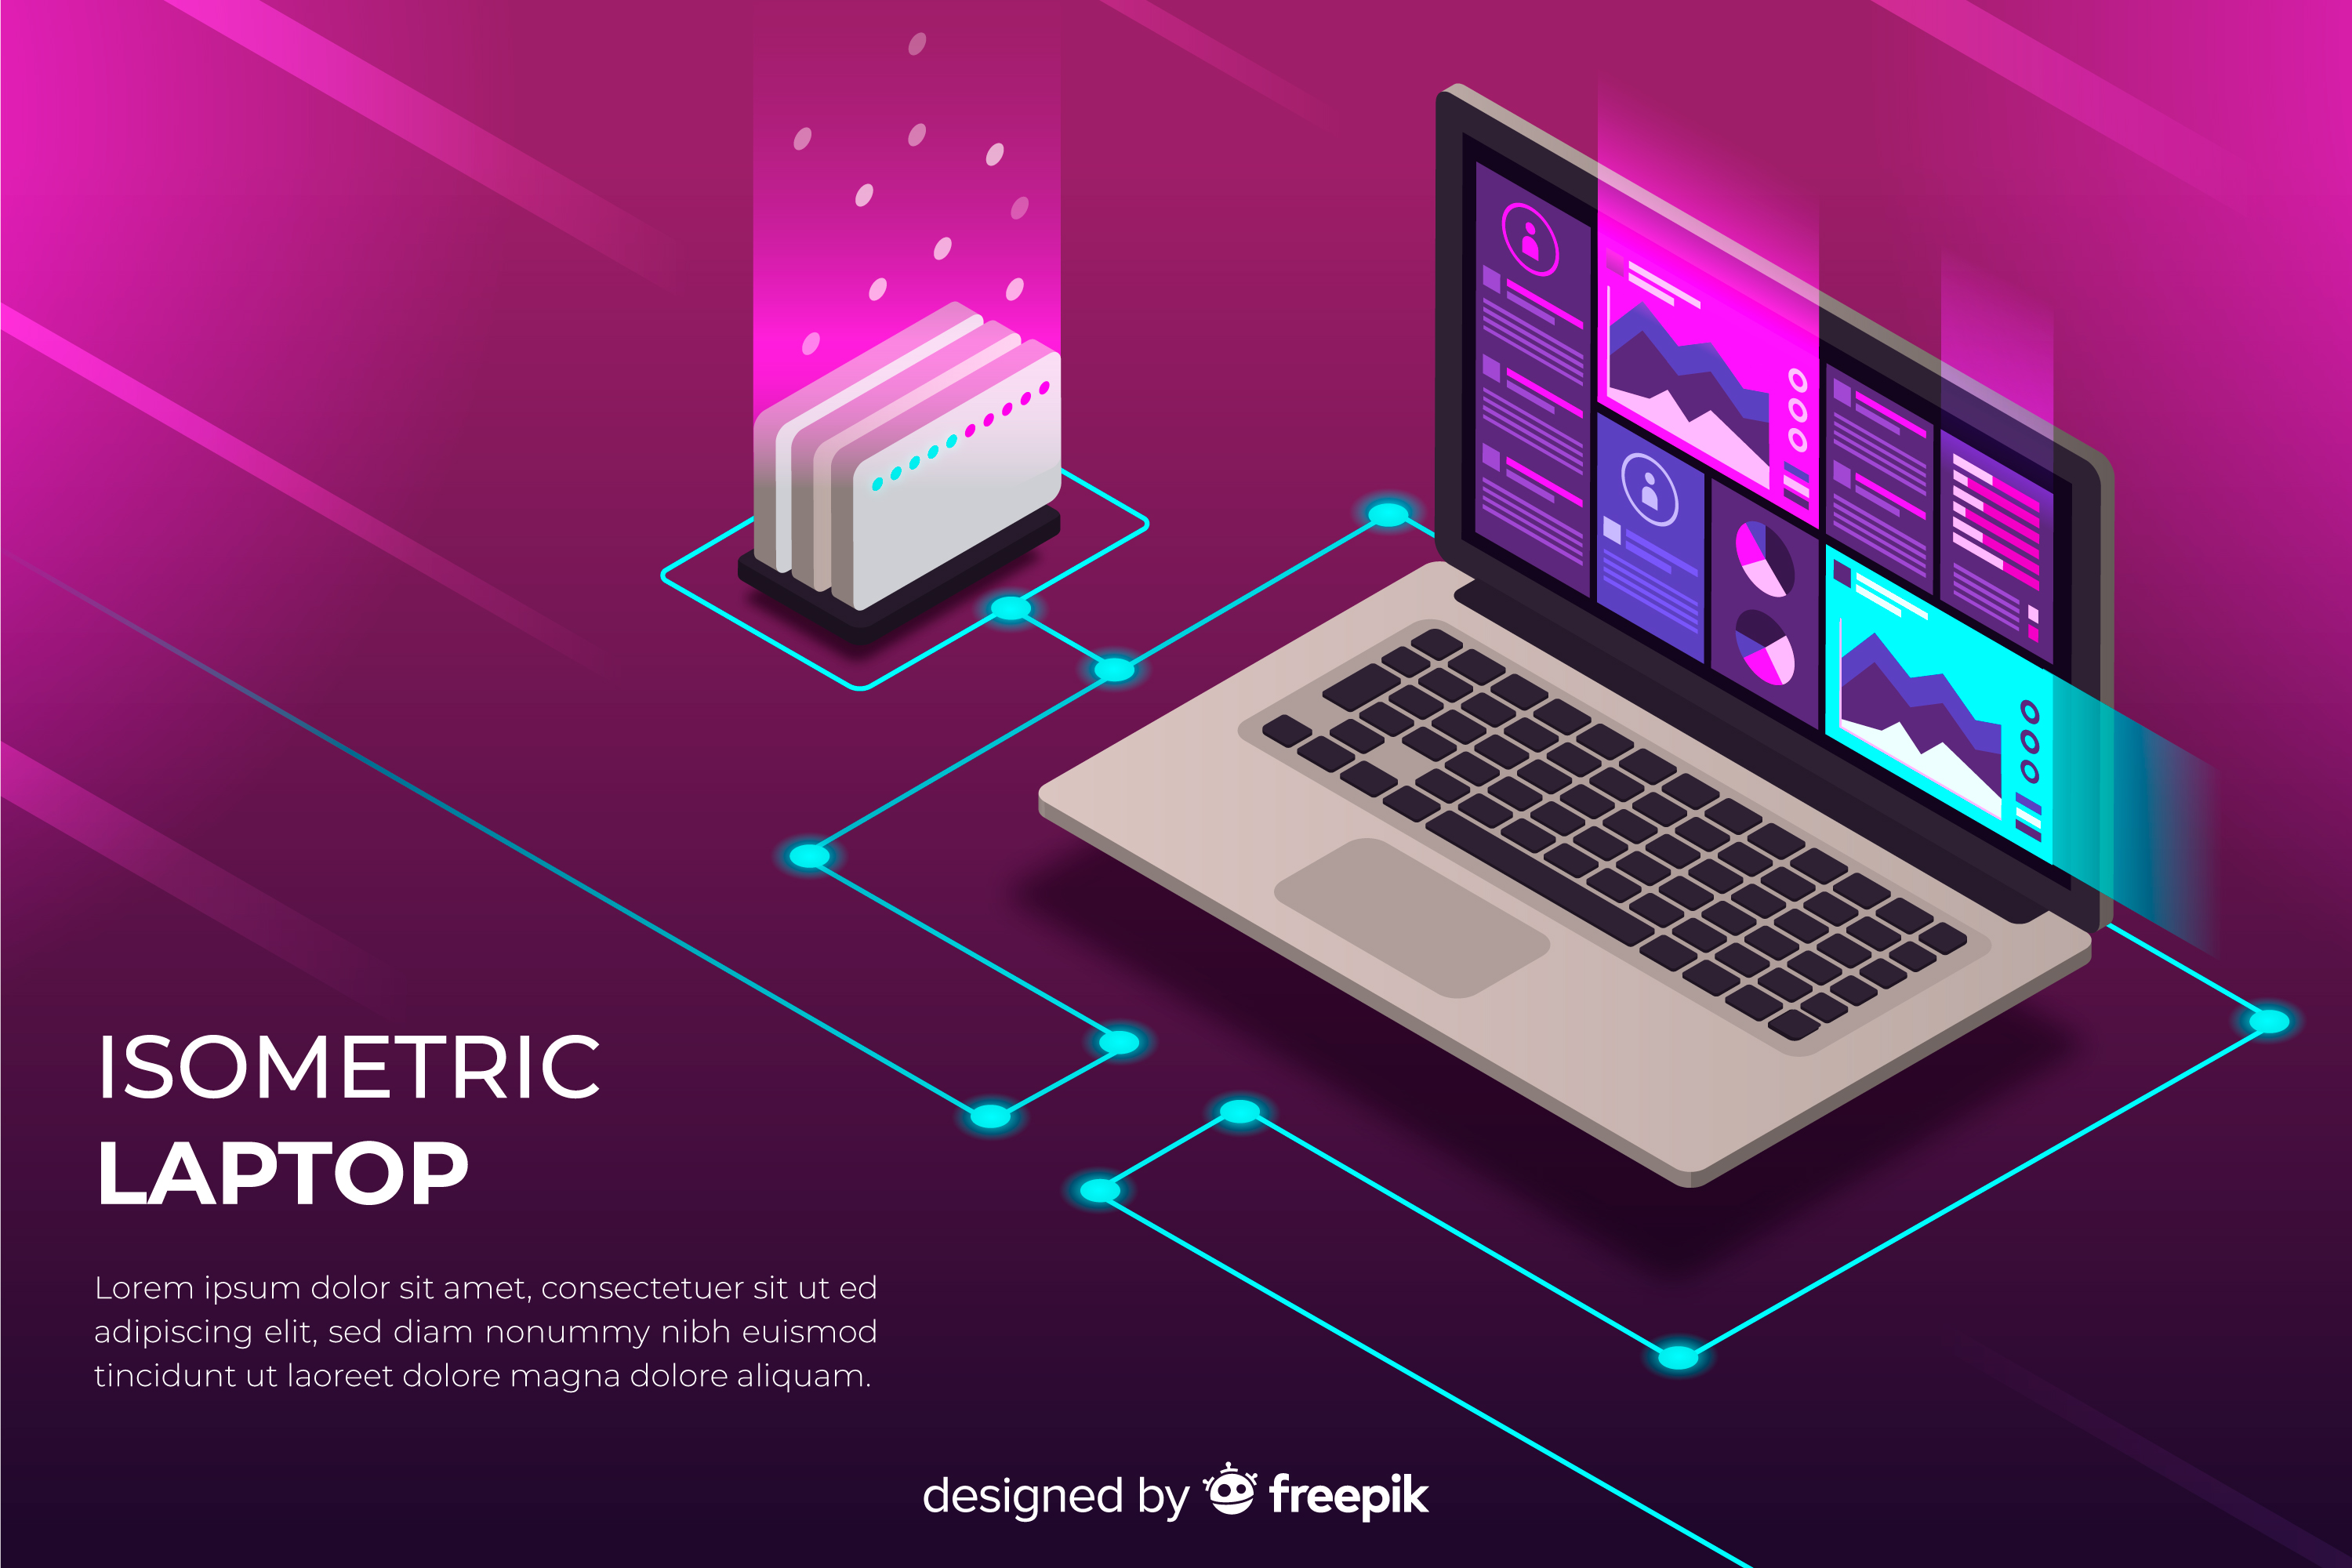 ISOMETRIC
LAPTOP
Lorem ipsum dolor sit amet, consectetuer sit ut ed
adipiscing elit, sed diam nonummy nibh euismod
tincidunt ut laoreet dolore magna dolore aliquam.
designed by freepik